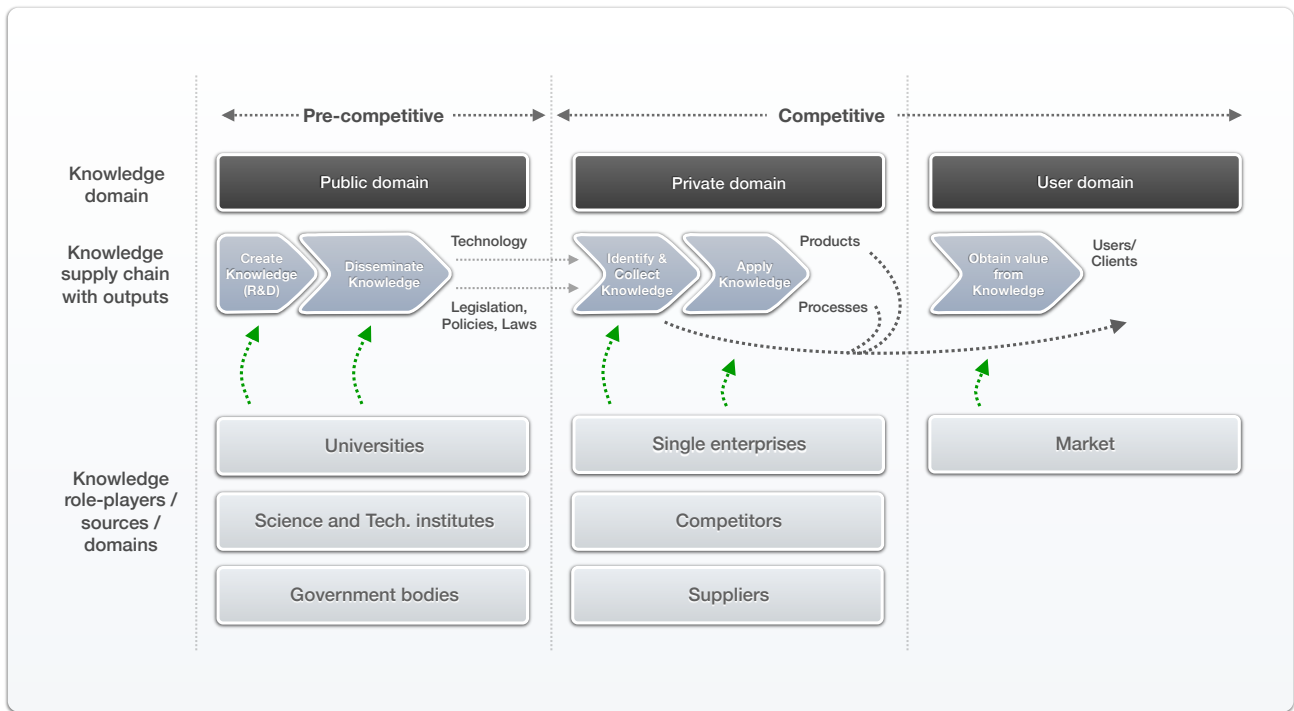 Pre-competitive
Competitive
Knowledge
domain
Public domain
Private domain
User domain
Knowledge
supply chain
with outputs
Create
Knowledge
(R&D)
Disseminate
Knowledge
Technology
Legislation,
Policies, Laws
Identify &
Collect
Knowledge
Apply
Knowledge
Products
Processes
Obtain value
from
Knowledge
Users/
Clients
Knowledge
role-players /
sources /
domains
Universities
Single enterprises
Market
Science and Tech. institutes
Competitors
Government bodies
Suppliers